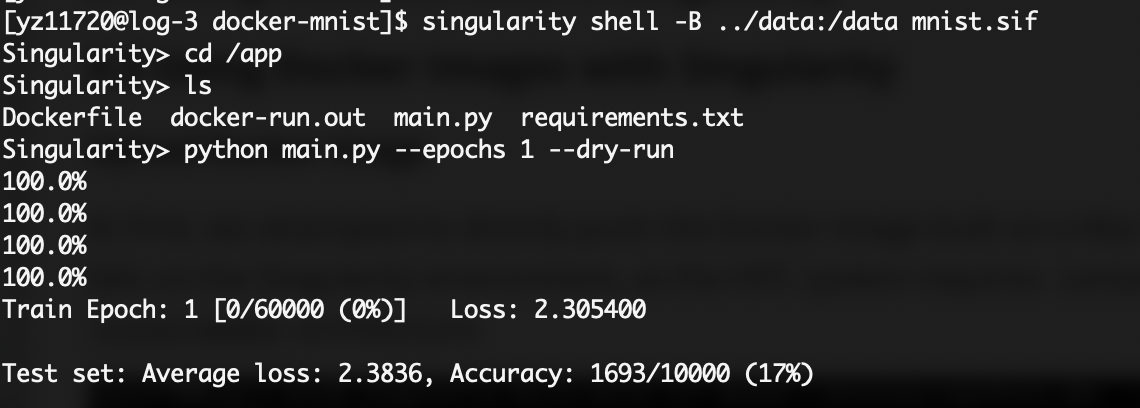 [yz11720@log-3 docker-mnist]$ singularity shell -B ../data:/data mnist.sif
Singularity> cd /app
Singularity> ls
Dockerfile  docker-run.out  main.py  requirements.txt
Singularity> python main.py --epochs 1 --dry-run
100.0%
100.0%
100.0%
100.0%
Train Epoch: 1 [0/60000 (0%)]   Loss: 2.305400
Test set: Average loss: 2.3836, Accuracy: 1693/10000 (17%)